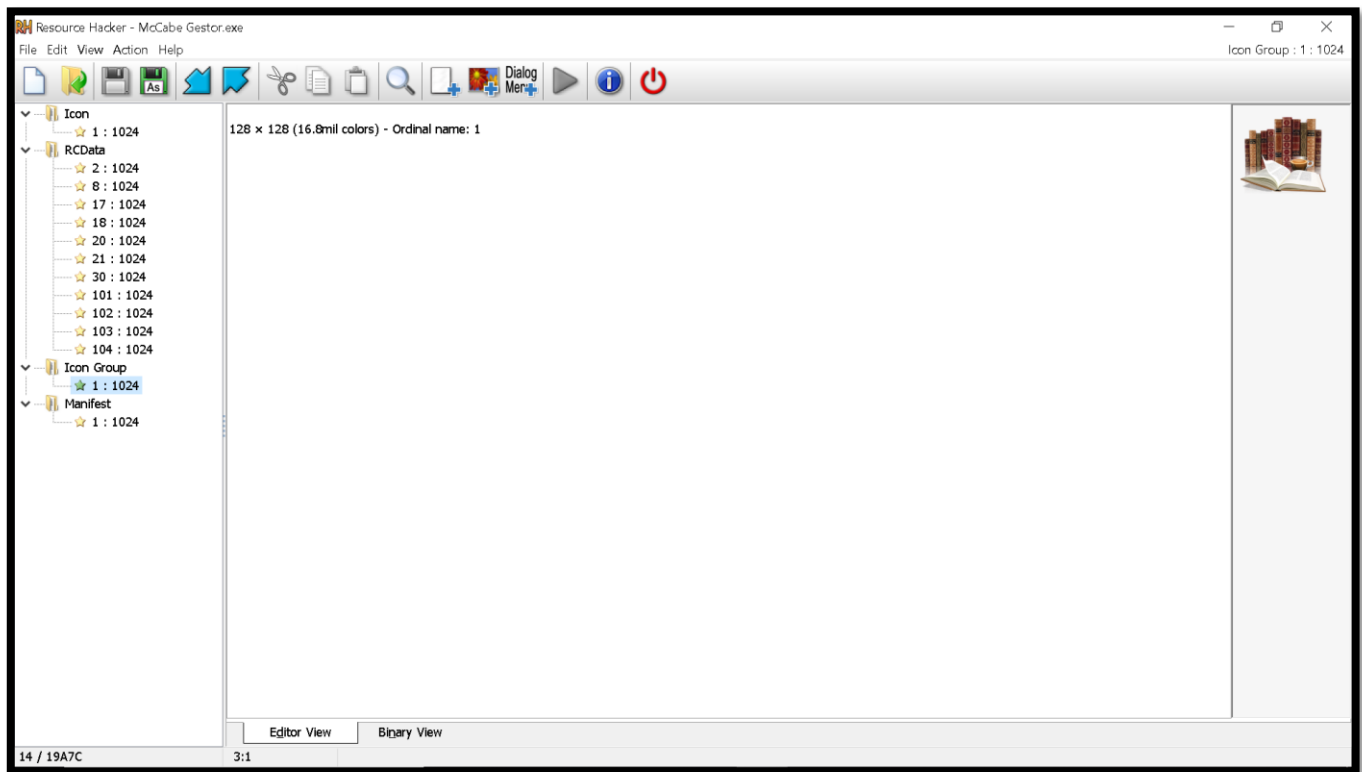 Resource Hacker - McCabe Gestor.exe
File Edit View Action Help
Icon Group : 1 : 1024
As
Dialog
Men
Icon
1 : 1024
RCData
2 : 1024
8 : 1024
17 : 1024
18 : 1024
20 : 1024
21 : 1024
30 : 1024
101 : 1024
102 : 1024
103 : 1024
104 : 1024
Icon Group
1 : 1024
Manifest
1 : 1024
128 × 128 (16.8mil colors) - Ordinal name: 1
Editor View Binary View
14 / 19A7C 3:1